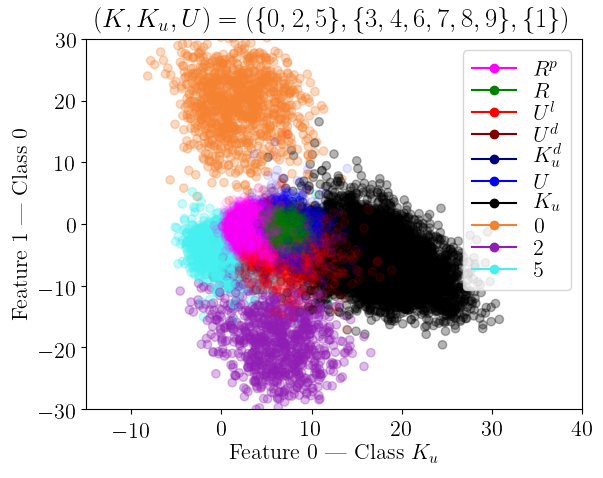 (K, K_u, U) = ({0, 2, 5}, {3, 4, 6, 7, 8, 9}, {1})
30
20
10
0
−10
−20
−30
Feature 1 — Class 0
R^p
R
U^l
U^d
K_u^d
U
K_u
0
2
5
−10
0
10
20
30
40
Feature 0 — Class K_u